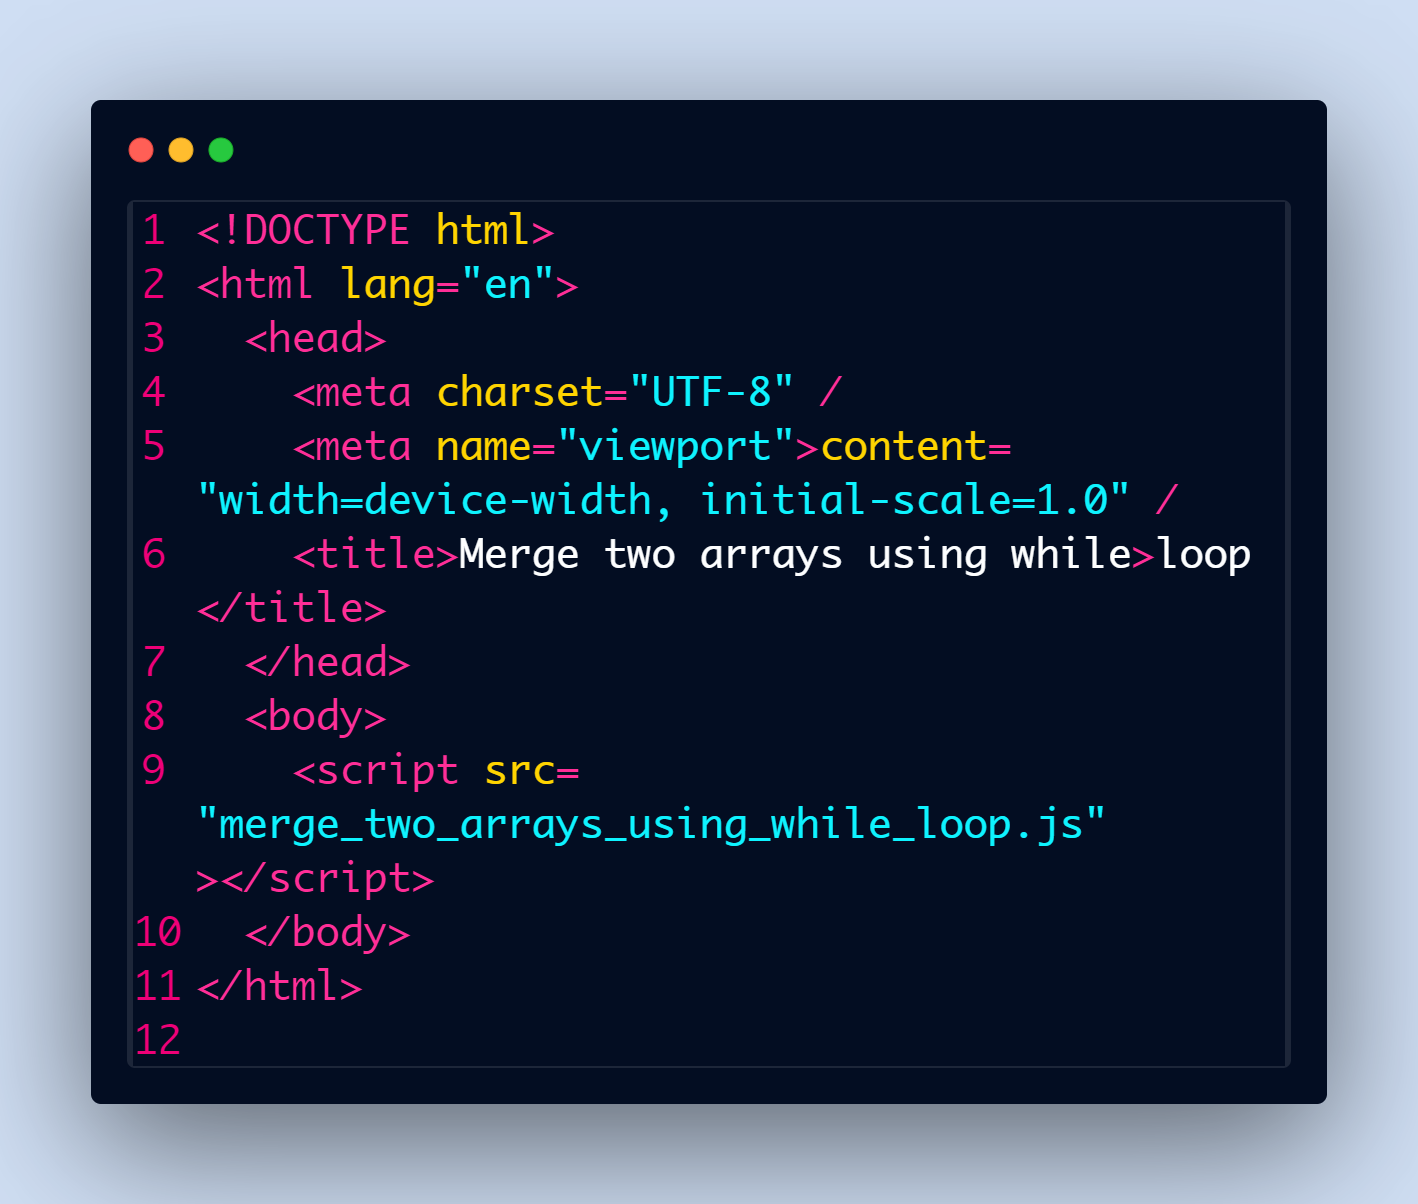 1 <!DOCTYPE html>
2 <html lang="en">
3   <head>
4     <meta charset="UTF-8" /
5     <meta name="viewport">content=
"width=device-width, initial-scale=1.0" /
6     <title>Merge two arrays using while>loop
</title>
7   </head>
8   <body>
9     <script src=
"merge_two_arrays_using_while_loop.js"
></script>
10   </body>
11 </html>
12